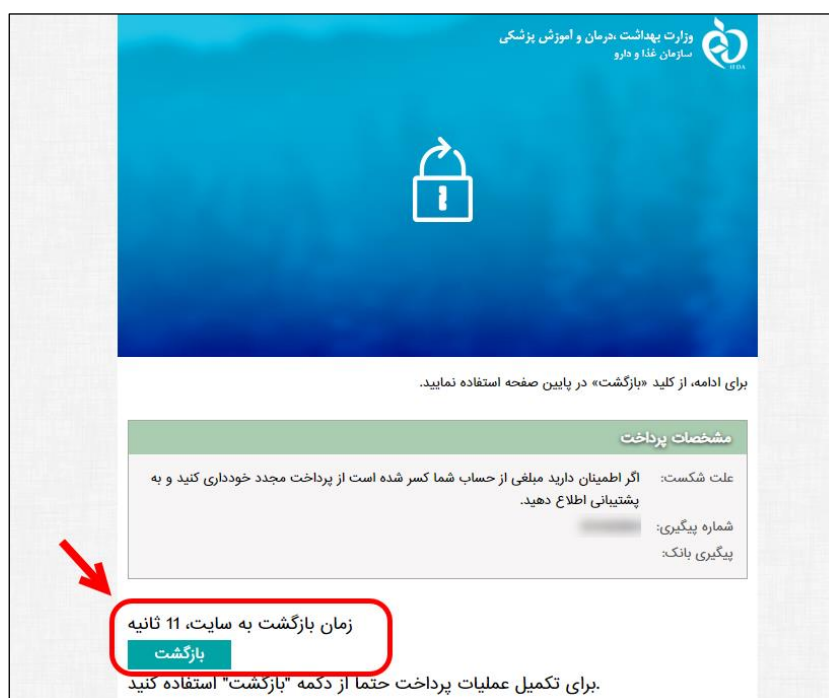 وزارت بهداشت ،درمان و آموزش پزشکی
سازمان غذا و دارو
IFDA
برای ادامه، از کلید «بازگشت» در پایین صفحه استفاده نمایید.
مشخصات پرداخت
علت شکست: اگر اطمینان دارید مبلغی از حساب شما کسر شده است از پرداخت مجدد خودداری کنید و به
پشتیبانی اطلاع دهید.
شماره پیگیری:
پیگیری بانک:
زمان بازگشت به سایت، 11 ثانیه
بازگشت
.برای تکمیل عملیات پرداخت حتما از دکمه "بازگشت" استفاده کنید